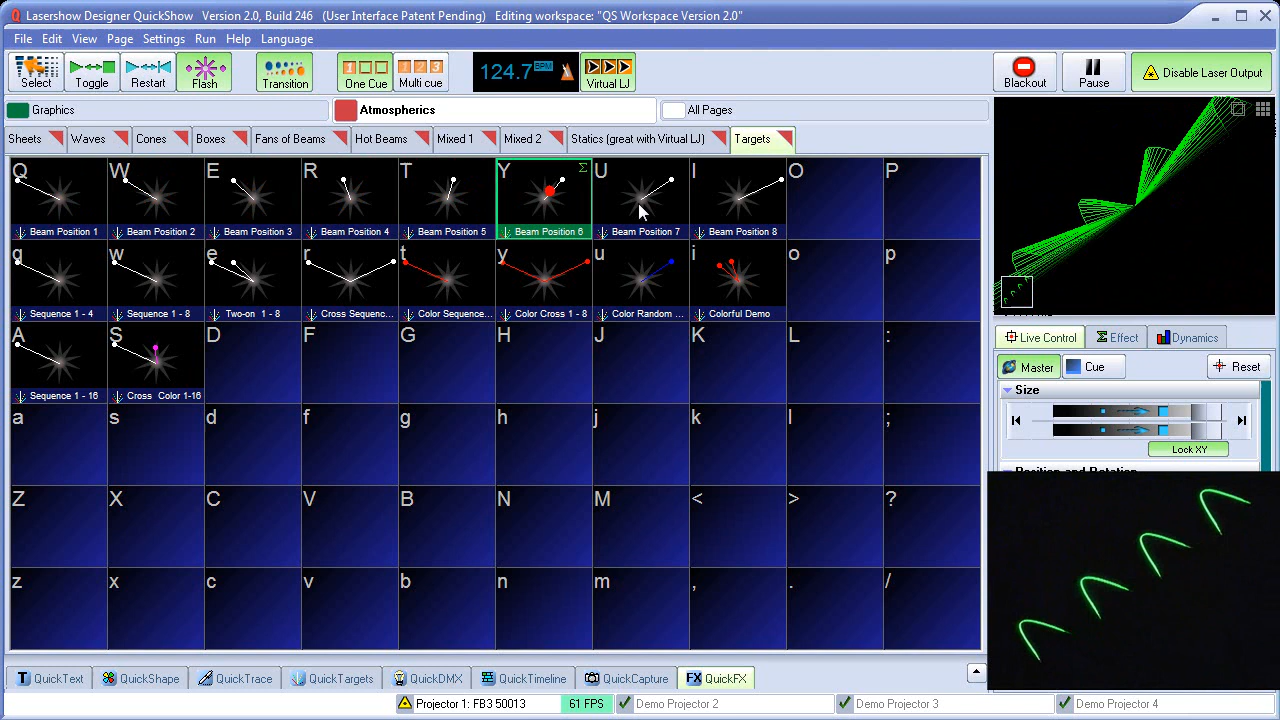 Lasershow Designer QuickShow Version 2.0, Build 246 (User Interface Patent Pending) Editing workspace: "QS Workspace Version 2.0"
File Edit View Page Settings Run Help Language
Select Toggle Restart Flash Transition One Cue Multi cue 124.7 BPM Virtual LJ Blackout Pause Disable Laser Output
Graphics Atmospherics All Pages
Sheets Waves Cones Boxes Fans of Beams Hot Beams Mixed 1 Mixed 2 Statics (great with Virtual LJ) Targets
Q W E R T Y Σ U I O P
Beam Position 1 Beam Position 2 Beam Position 3 Beam Position 4 Beam Position 5 Beam Position 6 Beam Position 7 Beam Position 8
q w e r t y u i o p
Sequence 1 - 4 Sequence 1 - 8 Two-on 1 - 8 Cross Sequenc... Color Sequence... Color Cross 1 - 8 Color Random ... Colorful Demo
A S D F G H J K L :
Sequence 1 - 16 Cross Color 1-16
a s d f g h j k l ;
Z X C V B N M < > ?
z x c v b n m , . /
Live Control Σ Effect Dynamics
Master Cue Reset
Size
Lock XY
Position and Rotation
QuickText QuickShape QuickTrace QuickTargets QuickDMX QuickTimeline QuickCapture FX QuickFX
Projector 1: FB3 50013 61 FPS Demo Projector 2 Demo Projector 3 Demo Projector 4